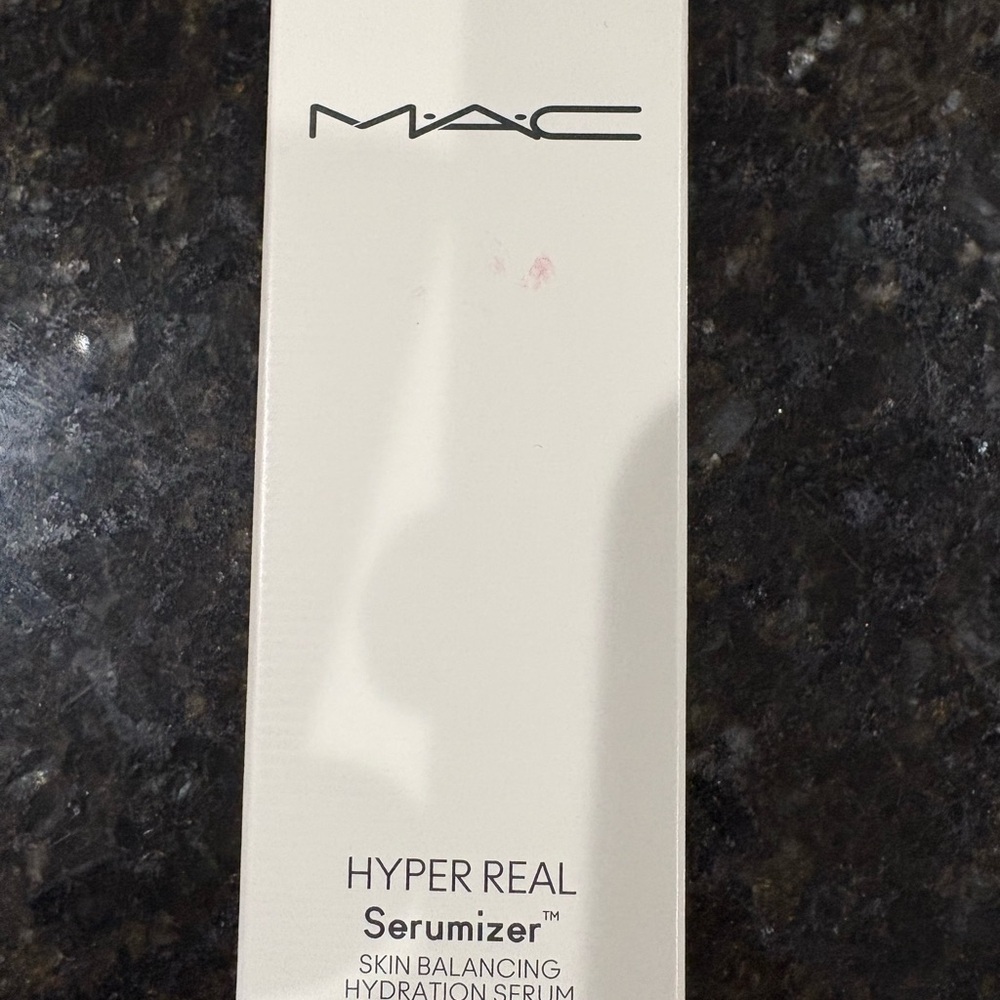 M·A·C
HYPER REAL
Serumizer™
SKIN BALANCING
HYDRATION SERUM